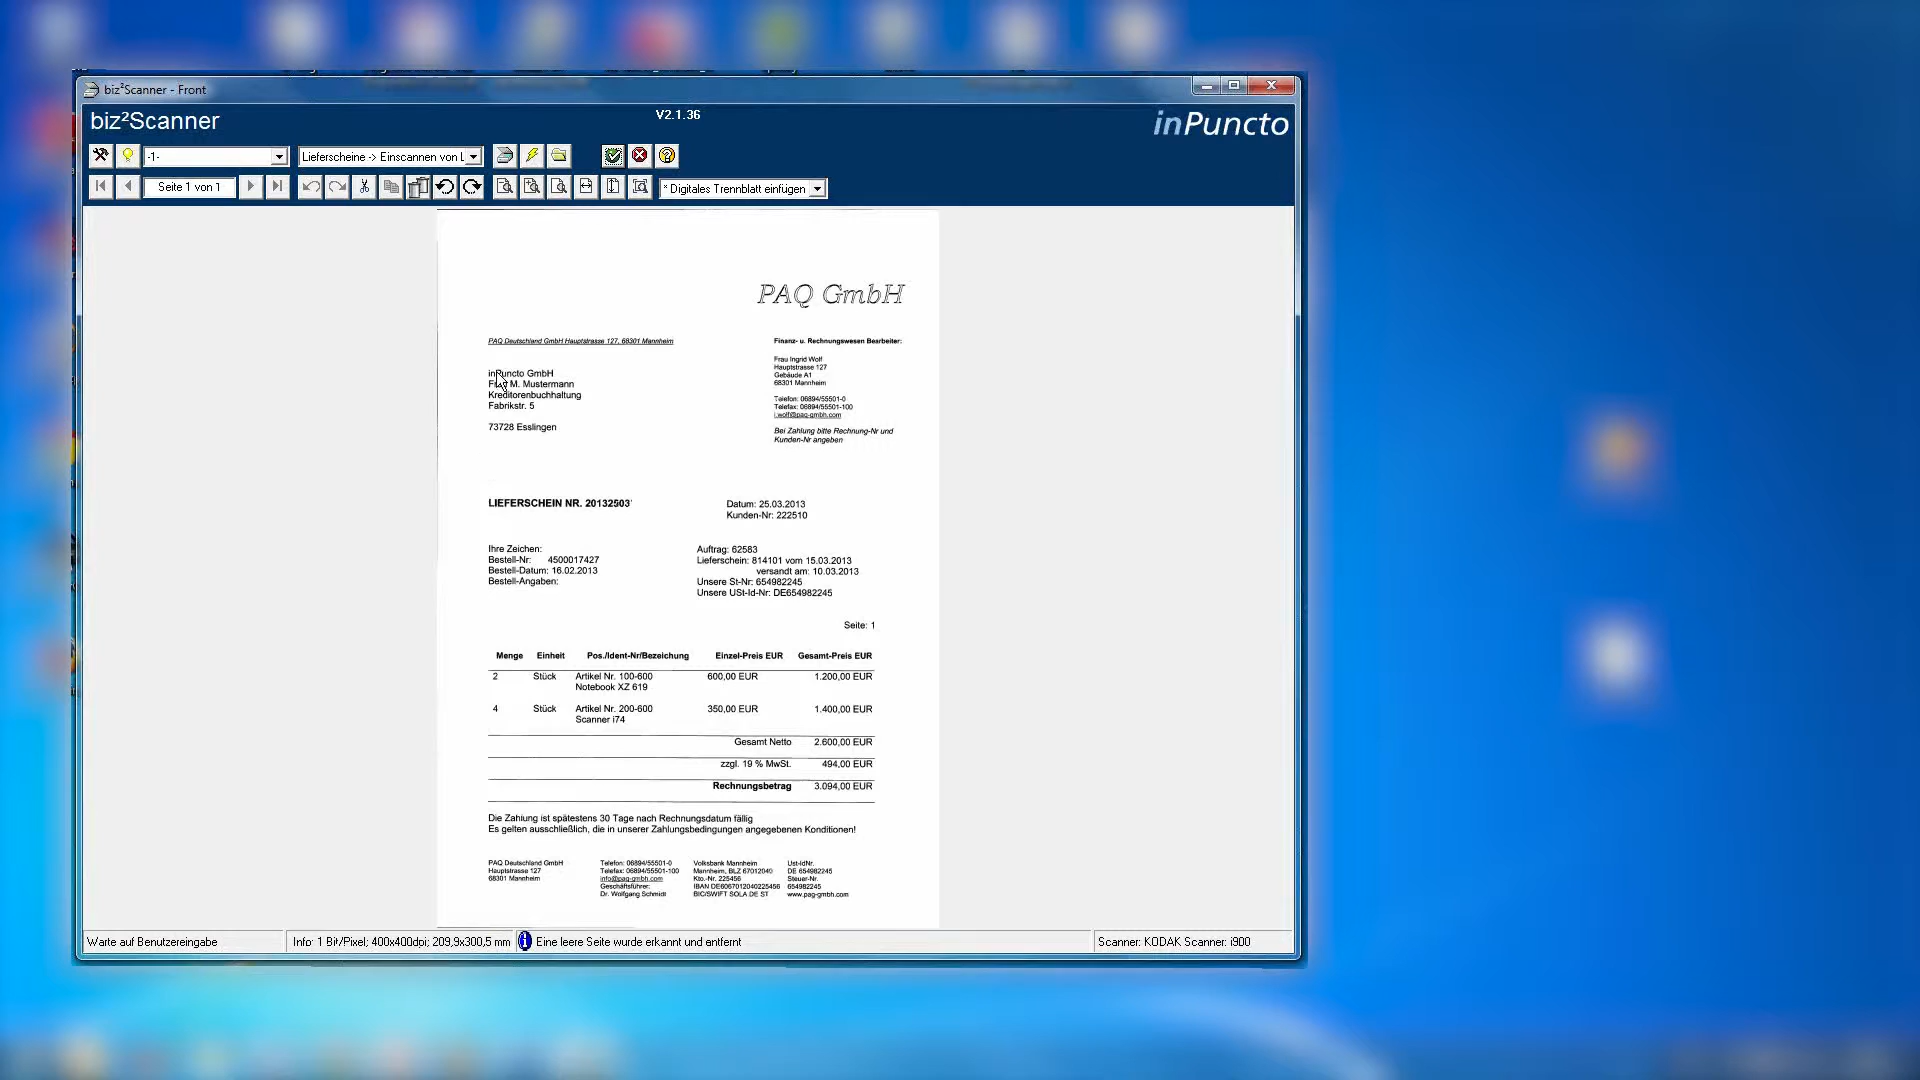 biz²Scanner - Front
biz²Scanner
V2.1.36
inPuncto
-1-
Lieferscheine -> Einscannen von L
Seite 1 von 1
* Digitales Trennblatt einfügen
PAQ GmbH
PAQ Deutschland GmbH Hauptstrasse 127, 68301 Mannheim
Finanz- u. Rechnungswesen Bearbeiter:
Frau Ingrid Wolf
Hauptstrasse 127
Gebäude A1
68301 Mannheim
Telefon: 06894/55501-0
Telefax: 06894/55501-100
i.wolf@paq-gmbh.com
Bei Zahlung bitte Rechnung-Nr und
Kunden-Nr angeben
inPuncto GmbH
M. Mustermann
Kreditorenbuchhaltung
Fabrikstr. 5
73728 Esslingen
LIEFERSCHEIN NR. 20132503
Datum: 25.03.2013
Kunden-Nr: 222510
Ihre Zeichen:
Bestell-Nr: 4500017427
Bestell-Datum: 16.02.2013
Bestell-Angaben:
Auftrag: 62583
Lieferschein: 814101 vom 15.03.2013
versandt am: 10.03.2013
Unsere St-Nr: 654982245
Unsere USt-Id-Nr: DE654982245
Seite: 1
Menge Einheit Pos./Ident-Nr/Bezeichung Einzel-Preis EUR Gesamt-Preis EUR
2 Stück Artikel Nr. 100-600 600,00 EUR 1.200,00 EUR
Notebook XZ 619
4 Stück Artikel Nr. 200-600 350,00 EUR 1.400,00 EUR
Scanner i74
Gesamt Netto 2.600,00 EUR
zzgl. 19 % MwSt. 494,00 EUR
Rechnungsbetrag 3.094,00 EUR
Die Zahlung ist spätestens 30 Tage nach Rechnungsdatum fällig
Es gelten ausschließlich, die in unserer Zahlungsbedingungen angegebenen Konditionen!
PAQ Deutschland GmbH
Hauptstrasse 127
68301 Mannheim
Telefon: 06894/55501-0
Telefax: 06894/55501-100
info@paq-gmbh.com
Geschäftsführer:
Dr. Wolfgang Schmidt
Volksbank Mannheim
Mannheim, BLZ 67012040
Kto.-Nr. 225456
IBAN DE6067012040225456
BIC/SWIFT SOLA DE ST
Ust-IdNr.
DE 654982245
Steuer-Nr.
654982245
www.paq-gmbh.com
Warte auf Benutzereingabe
Info: 1 Bit/Pixel; 400x400dpi; 209,9x300,5 mm
Eine leere Seite wurde erkannt und entfernt
Scanner: KODAK Scanner: i900